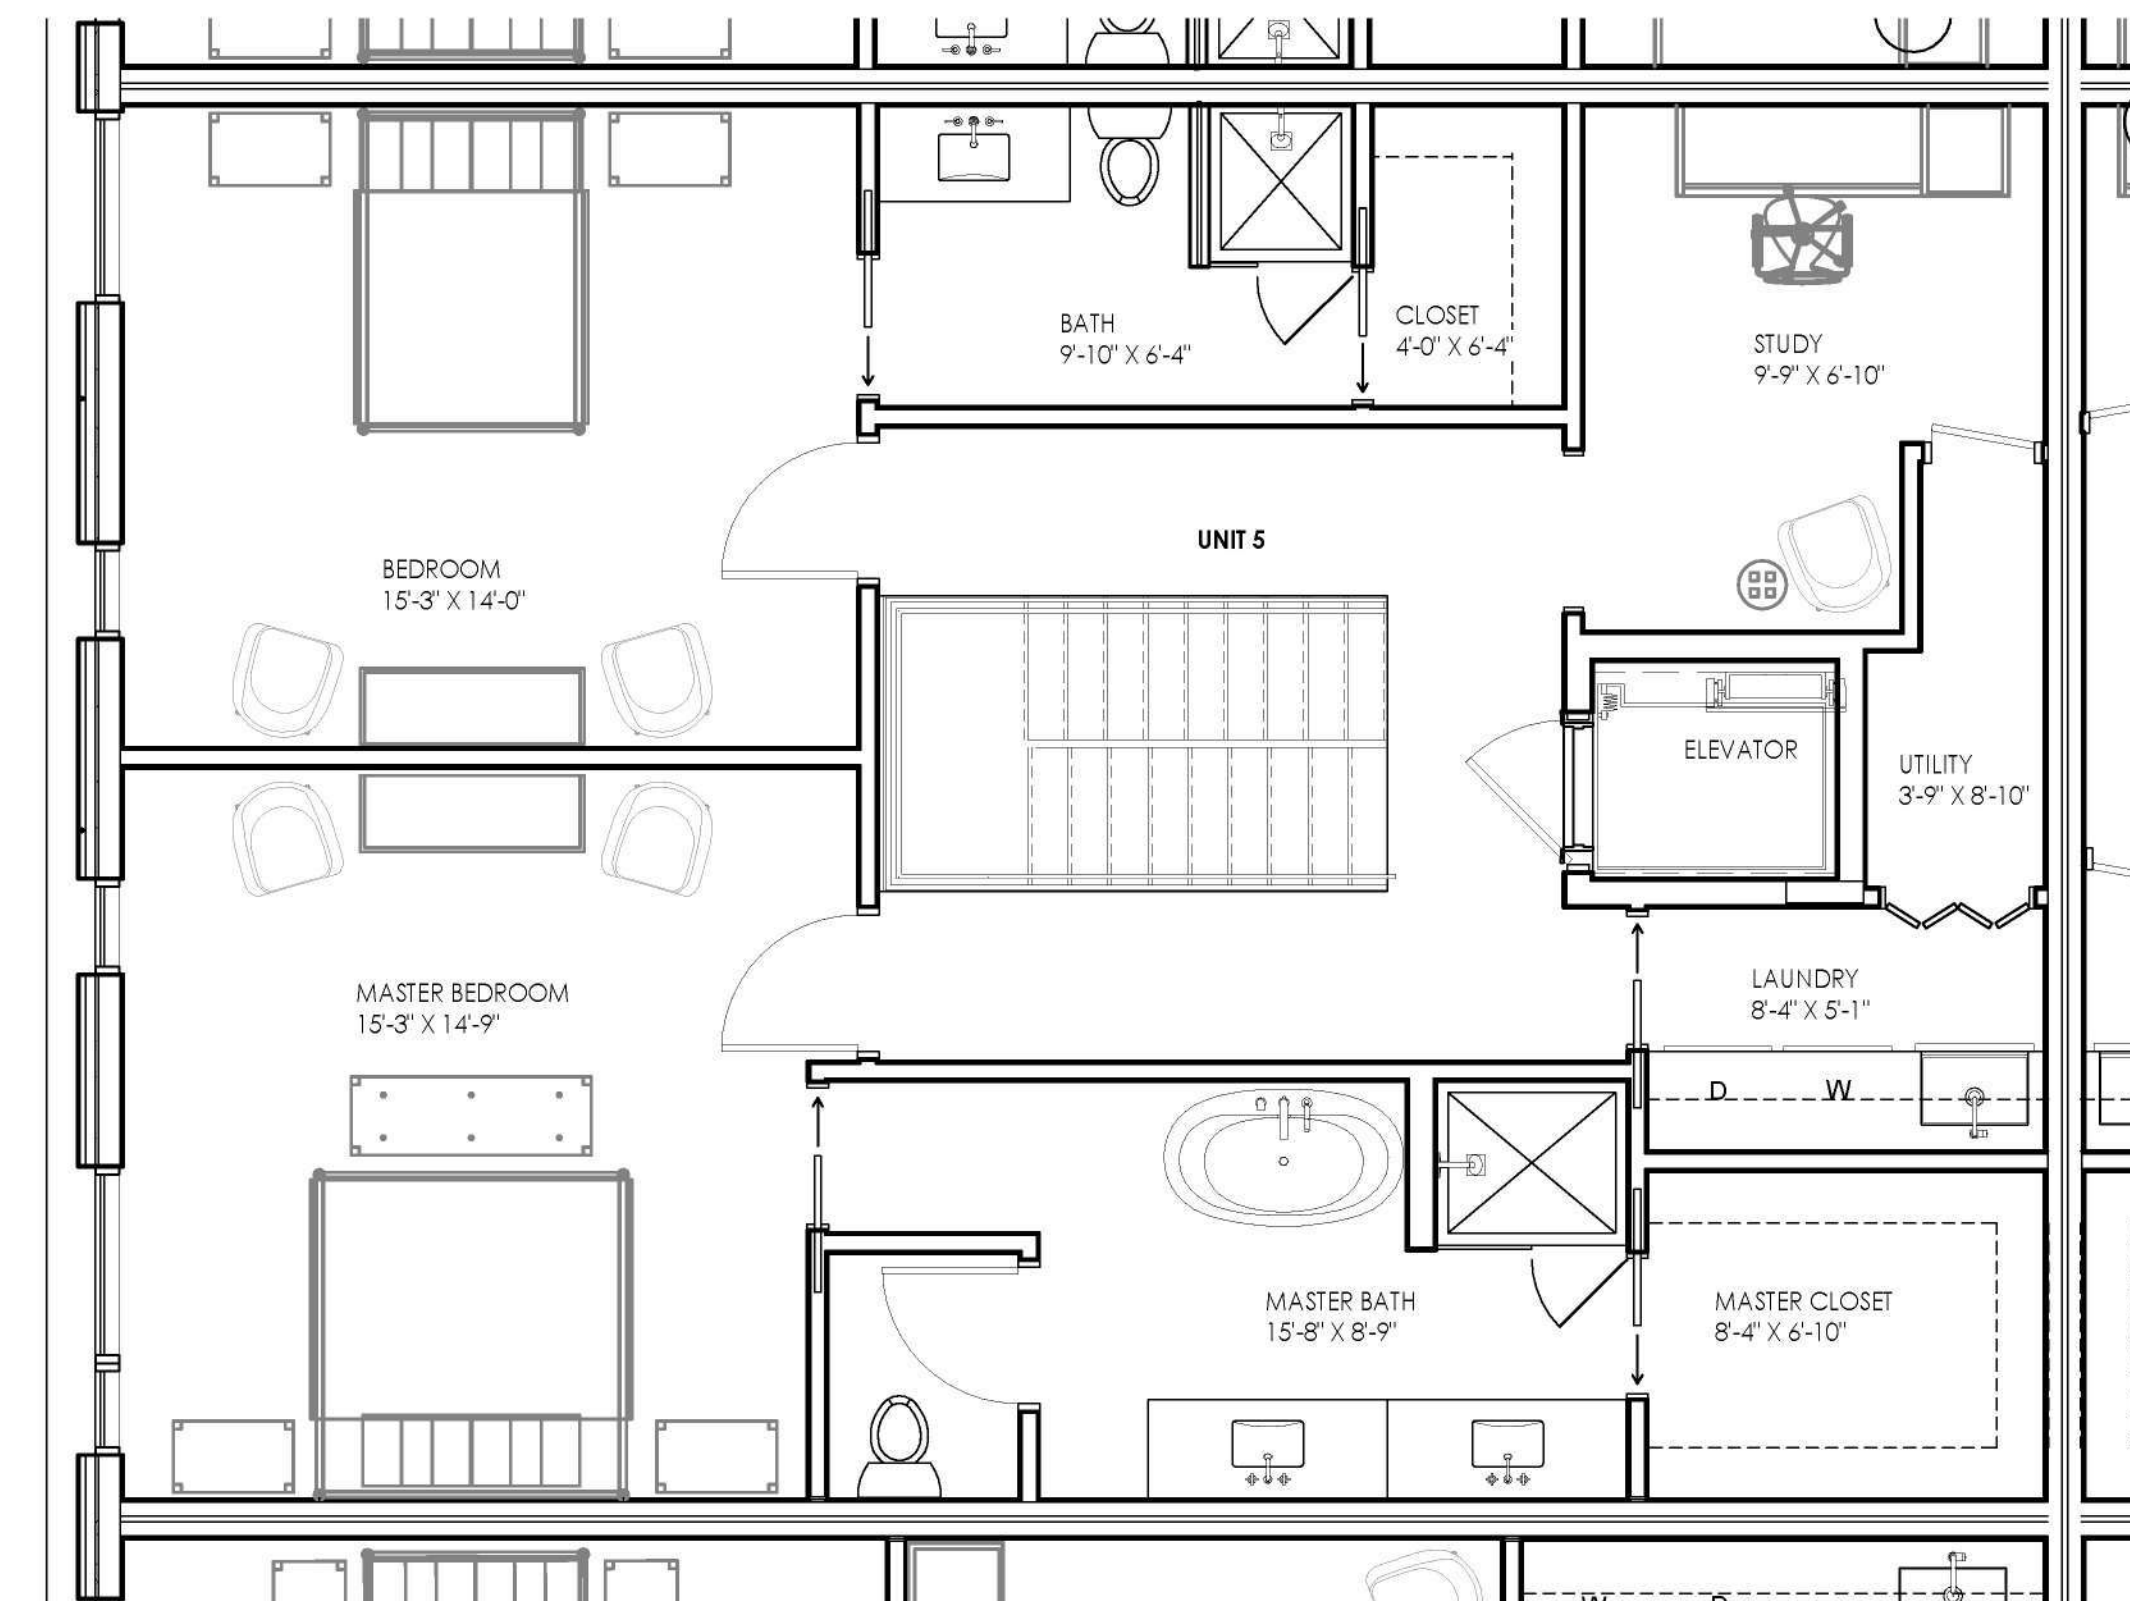 BATH
9'-10" X 6'-4"
CLOSET
4'-0" X 6'-4"
STUDY
9'-9" X 6'-10"
UNIT 5
BEDROOM
15'-3" X 14'-0"
ELEVATOR
UTILITY
3'-9" X 8'-10"
MASTER BEDROOM
15'-3" X 14'-9"
LAUNDRY
8'-4" X 5'-1"
D W
MASTER BATH
15'-8" X 8'-9"
MASTER CLOSET
8'-4" X 6'-10"